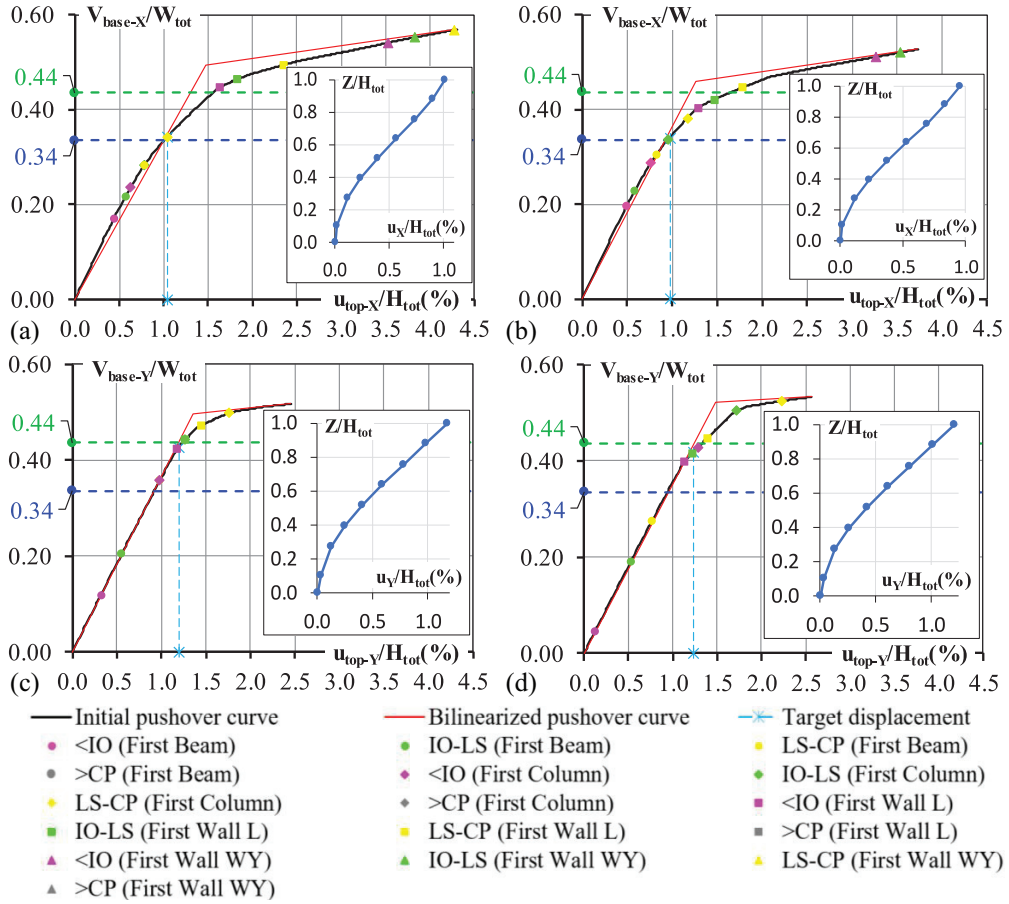 0.60 V_base-X/W_tot
0.44
0.40
0.34
0.20
0.00
1.0 Z/H_tot
0.8
0.6
0.4
0.2
0.0
u_X/H_tot(%)
0.0 0.5 1.0
u_top-X/H_tot(%)
(a) 0.0 0.5 1.0 1.5 2.0 2.5 3.0 3.5 4.0 4.5
0.60 V_base-X/W_tot
0.44
0.40
0.34
0.20
0.00
1.0 Z/H_tot
0.8
0.6
0.4
0.2
0.0
u_X/H_tot(%)
0.0 0.5 1.0
u_top-X/H_tot(%)
(b) 0.0 0.5 1.0 1.5 2.0 2.5 3.0 3.5 4.0 4.5
0.60 V_base-Y/W_tot
0.44
0.40
0.34
0.20
0.00
1.0 Z/H_tot
0.8
0.6
0.4
0.2
0.0
u_Y/H_tot(%)
0.0 0.5 1.0
u_top-Y/H_tot(%)
(c) 0.0 0.5 1.0 1.5 2.0 2.5 3.0 3.5 4.0 4.5
0.60 V_base-Y/W_tot
0.44
0.40
0.34
0.20
0.00
1.0 Z/H_tot
0.8
0.6
0.4
0.2
0.0
u_Y/H_tot(%)
0.0 0.5 1.0
u_top-Y/H_tot(%)
(d) 0.0 0.5 1.0 1.5 2.0 2.5 3.0 3.5 4.0 4.5
Initial pushover curve Bilinearized pushover curve Target displacement
<IO (First Beam) IO-LS (First Beam) LS-CP (First Beam)
>CP (First Beam) <IO (First Column) IO-LS (First Column)
LS-CP (First Column) >CP (First Column) <IO (First Wall L)
IO-LS (First Wall L) LS-CP (First Wall L) >CP (First Wall L)
<IO (First Wall WY) IO-LS (First Wall WY) LS-CP (First Wall WY)
>CP (First Wall WY)